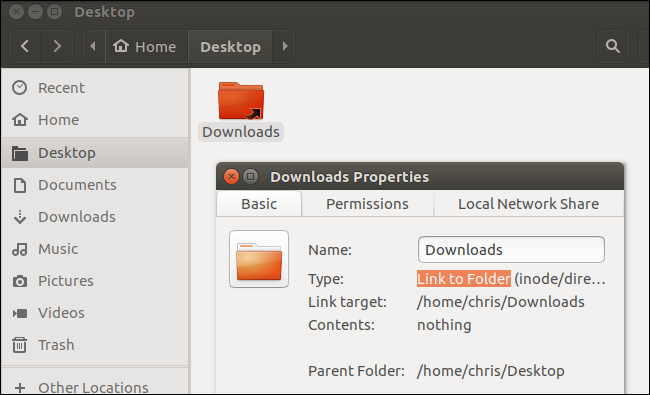 Desktop
Home
Desktop
Recent
Home
Desktop
Documents
Downloads
Music
Pictures
Videos
Trash
Other Locations
Downloads
Downloads Properties
Basic
Permissions
Local Network Share
Name: Downloads
Type: Link to Folder (inode/dire...
Link target: /home/chris/Downloads
Contents: nothing
Parent Folder: /home/chris/Desktop